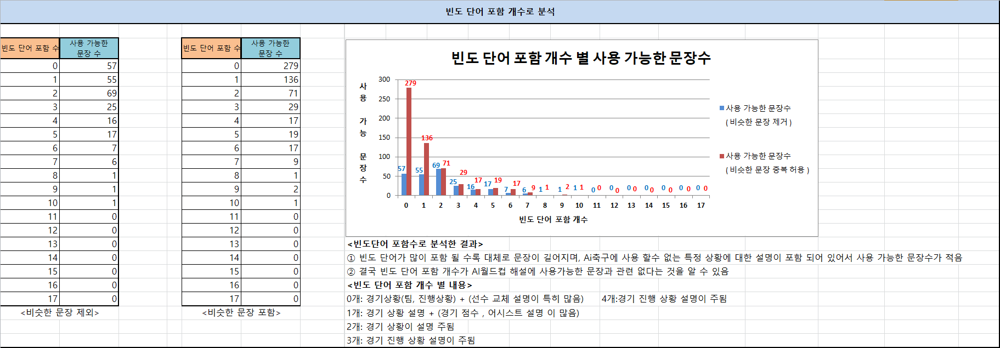 빈도 단어 포함 개수로 분석
빈도 단어 포함 수 사용 가능한 문장 수
0 57
1 55
2 69
3 25
4 16
5 17
6 7
7 6
8 1
9 1
10 1
11 0
12 0
13 0
14 0
15 0
16 0
17 0
<비슷한 문장 제외>
빈도 단어 포함 수 사용 가능한 문장 수
0 279
1 136
2 71
3 29
4 17
5 19
6 17
7 9
8 1
9 2
10 1
11 0
12 0
13 0
14 0
15 0
16 0
17 0
<비슷한 문장 포함>
빈도 단어 포함 개수 별 사용 가능한 문장수
사용 가능 문장수
300
250
200
150
100
50
0
57 279 55 136 69 71 25 29 16 17 17 19 7 17 6 9 1 1 1 2 1 1 0 0 0 0 0 0 0 0 0 0 0 0 0 0
0 1 2 3 4 5 6 7 8 9 10 11 12 13 14 15 16 17
빈도 단어 포함 개수
사용 가능한 문장수
( 비슷한 문장 제거 )
사용 가능한 문장수
( 비슷한 문장 중복 허용 )
<빈도단어 포함수로 분석한 결과>
① 빈도 단어가 많이 포함 될 수록 대체로 문장이 길어지며, Ai축구에 사용 할수 없는 특정 상황에 대한 설명이 포함 되어 있어서 사용 가능한 문장수가 적음
② 결국 빈도 단어 포함 개수가 AI월드컵 해설에 사용가능한 문장과 관련 없다는 것을 알 수 있음
<빈도 단어 포함 개수 별 내용>
0개: 경기상황(팀, 진행상황) + (선수 교체 설명이 특히 많음) 4개:경기 진행 상황 설명이 주됨
1개: 경기 상황 설명 + (경기 점수 , 어시스트 설명 이 많음)
2개: 경기 상황이 설명 주됨
3개: 경기 진행 상황 설명이 주됨